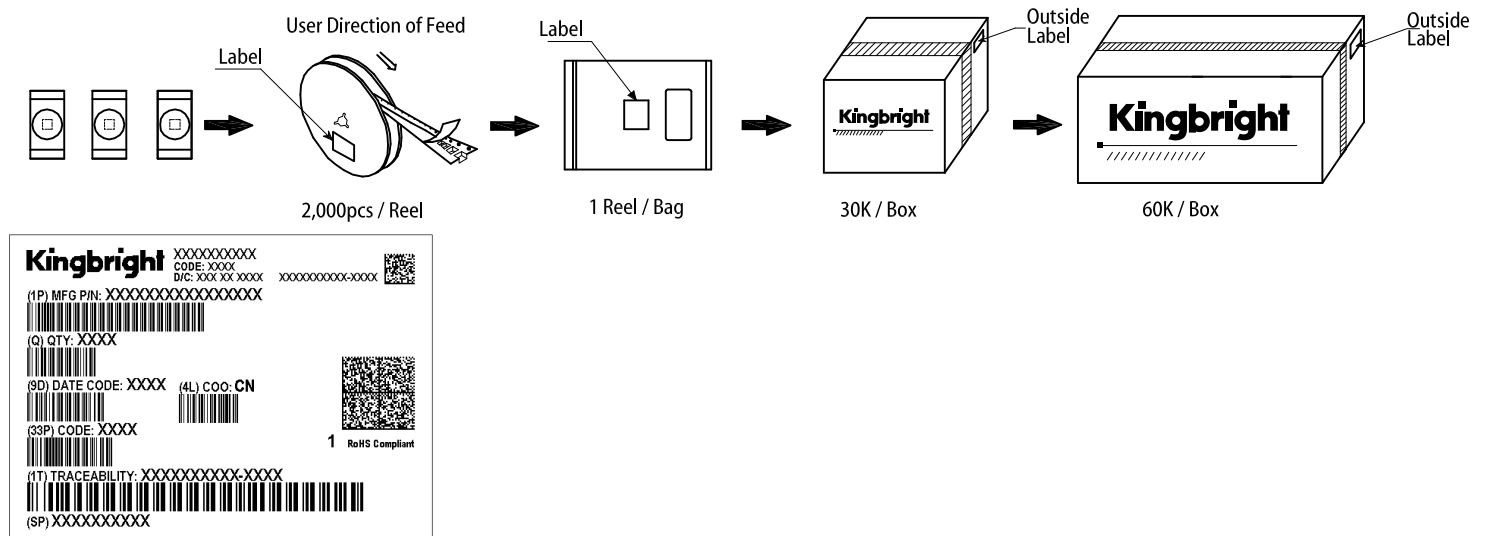 User Direction of Feed
Label
Label
Outside
Label
Outside
Label
Kingbright
Kingbright
2,000pcs / Reel
1 Reel / Bag
30K / Box
60K / Box
Kingbright
XXXXXXXXXX
CODE: XXXX
D/C: XXX XX XXXX
XXXXXXXXXX-XXXX
(1P) MFG P/N: XXXXXXXXXXXXXXXX
(Q) QTY: XXXX
(9D) DATE CODE: XXXX
(4L) COO: CN
(33P) CODE: XXXX
1
RoHS Compliant
(1T) TRACEABILITY: XXXXXXXXXX-XXXX
(SP) XXXXXXXXXX